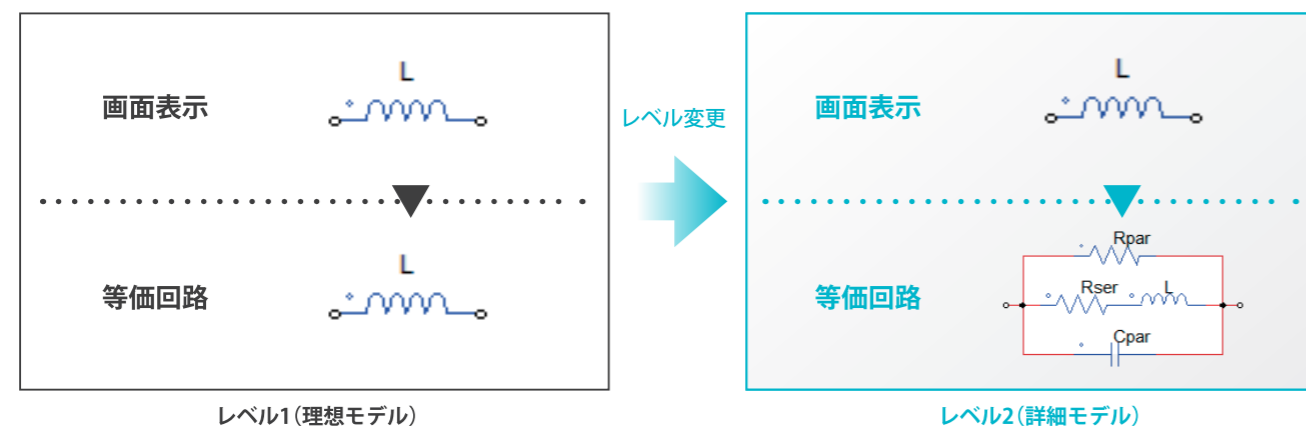 L
画面表示
L
等価回路
レベル1(理想モデル)
レベル変更
L
画面表示
Rpar
等価回路
Rser
L
Cpar
レベル2(詳細モデル)